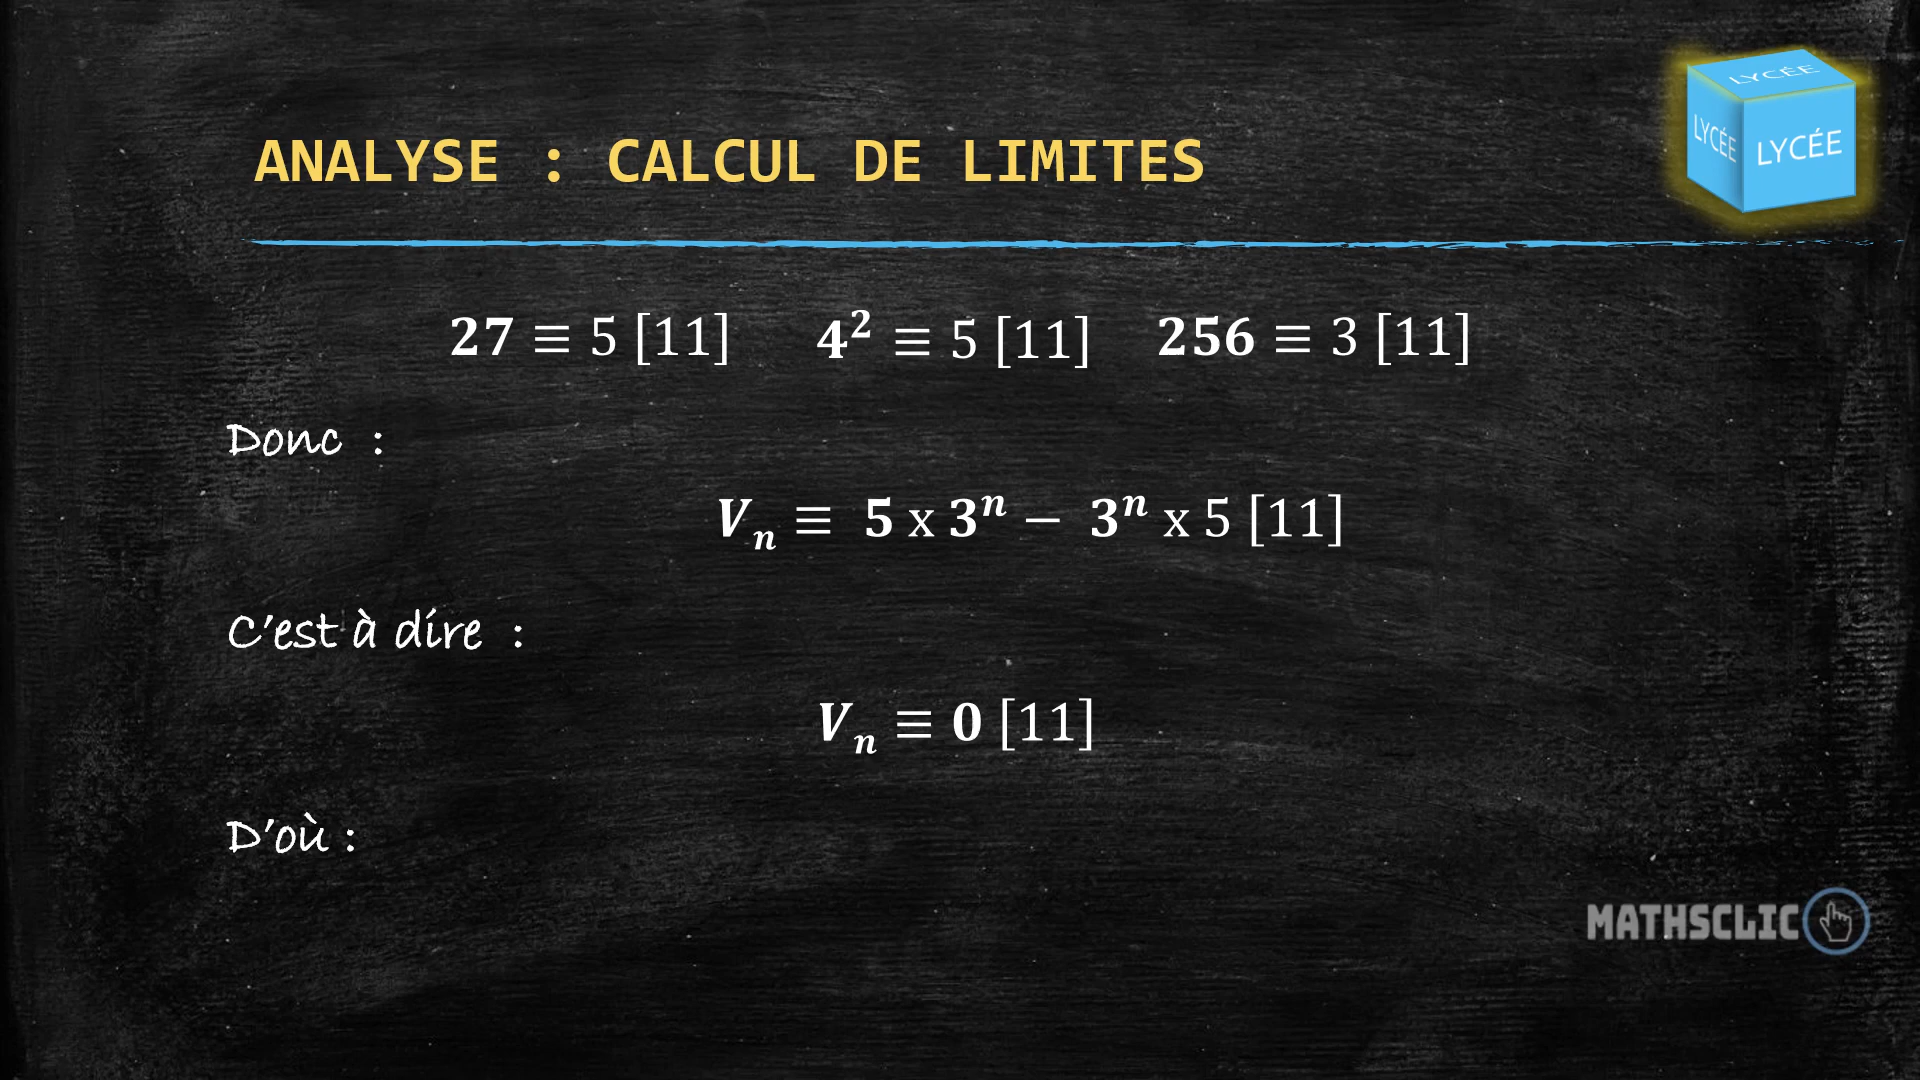 LYCÉE
LYCÉE LYCÉE
ANALYSE : CALCUL DE LIMITES
27 ≡ 5 [11] 4² ≡ 5 [11] 256 ≡ 3 [11]
Donc :
Vₙ ≡ 5 x 3ⁿ − 3ⁿ x 5 [11]
C’est à dire :
Vₙ ≡ 0 [11]
D’où :
MATHSCLIC